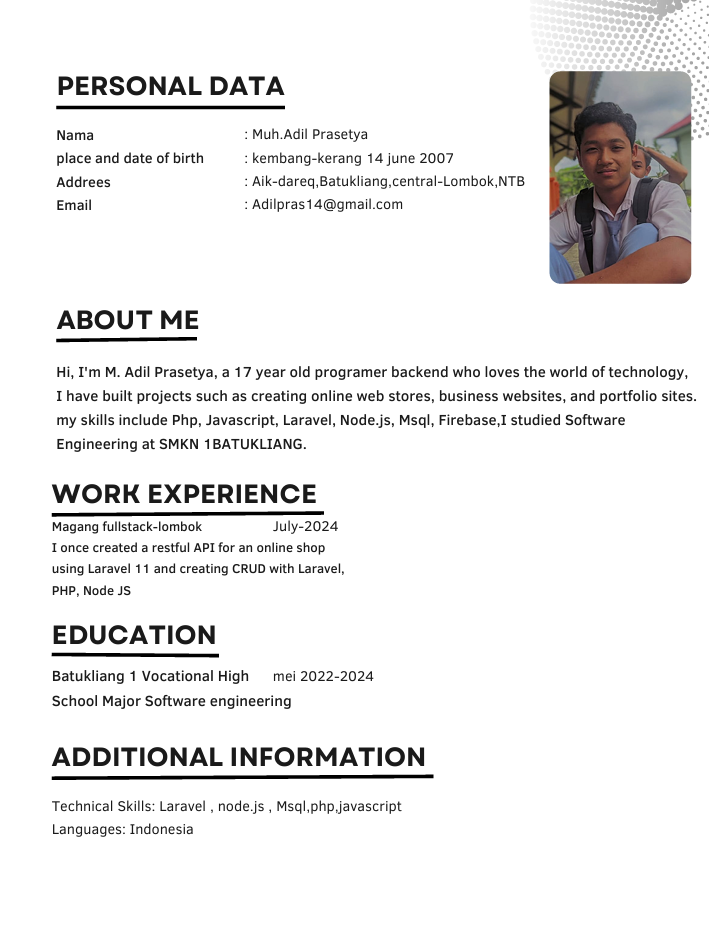 PERSONAL DATA
Nama : Muh.Adil Prasetya
place and date of birth : kembang-kerang 14 june 2007
Addrees : Aik-dareq,Batukliang,central-Lombok,NTB
Email : Adilpras14@gmail.com
ABOUT ME
Hi, I'm M. Adil Prasetya, a 17 year old programer backend who loves the world of technology,
I have built projects such as creating online web stores, business websites, and portfolio sites.
my skills include Php, Javascript, Laravel, Node.js, Msql, Firebase,I studied Software
Engineering at SMKN 1BATUKLIANG.
WORK EXPERIENCE
Magang fullstack-lombok July-2024
I once created a restful API for an online shop
using Laravel 11 and creating CRUD with Laravel,
PHP, Node JS
EDUCATION
Batukliang 1 Vocational High mei 2022-2024
School Major Software engineering
ADDITIONAL INFORMATION
Technical Skills: Laravel , node.js , Msql,php,javascript
Languages: Indonesia